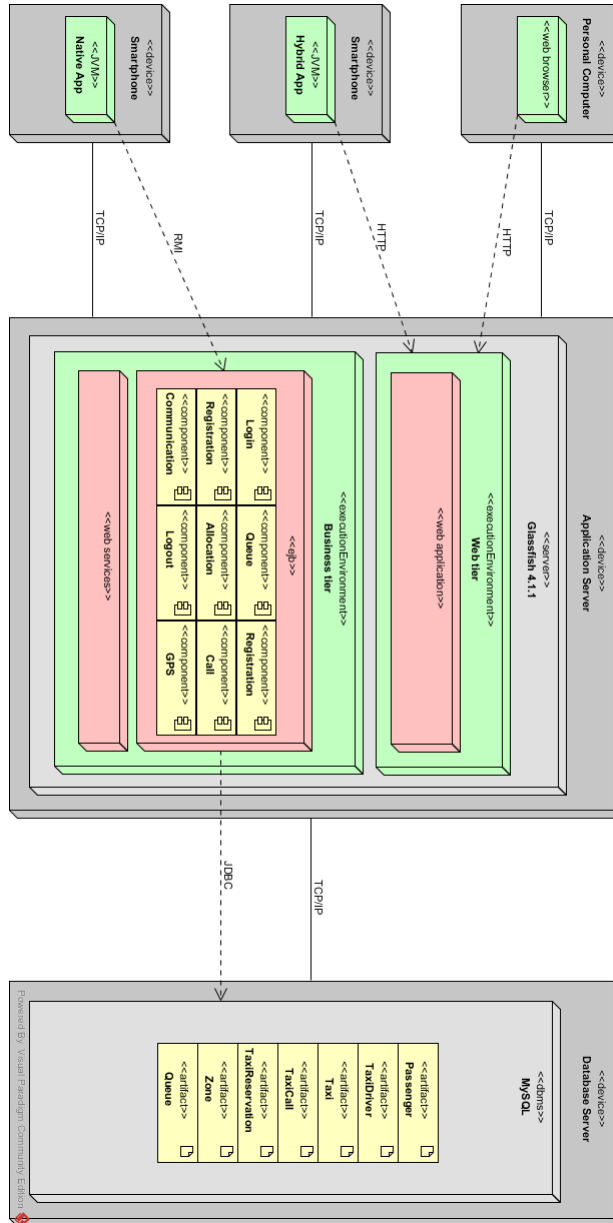 <<device>>
Personal Computer
<<web browser>>
<<device>>
Smartphone
<<JVM>>
Hybrid App
<<device>>
Smartphone
<<JVM>>
Native App
TCP/IP
HTTP
TCP/IP
HTTP
TCP/IP
RMI
<<device>>
Application Server
<<server>>
Glassfish 4.1.1
<<executionEnvironment>>
Web tier
<<web application>>
<<executionEnvironment>>
Business tier
<<ejb>>
<<component>>
Login
<<component>>
Queue
<<component>>
Registration
<<component>>
Registration
<<component>>
Allocation
<<component>>
Call
<<component>>
Communication
<<component>>
Logout
<<component>>
GPS
<<web services>>
TCP/IP
JDBC
<<device>>
Database Server
<<dbms>>
MySQL
<<artifact>>
Passenger
<<artifact>>
TaxiDriver
<<artifact>>
Taxi
<<artifact>>
TaxiCall
<<artifact>>
TaxiReservation
<<artifact>>
Zone
<<artifact>>
Queue
Powered By Visual Paradigm Community Edition